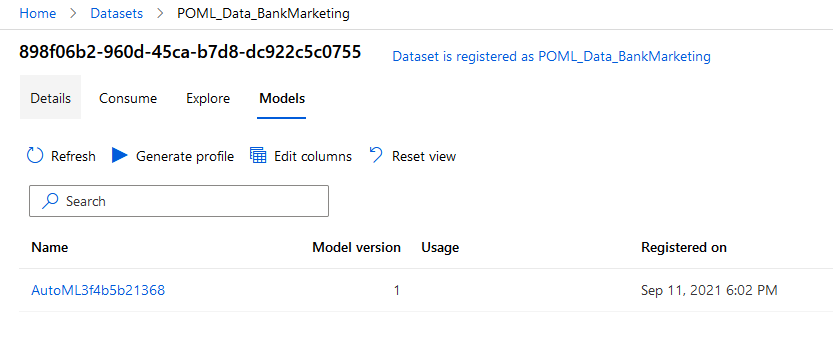 Home > Datasets > POML_Data_BankMarketing
898f06b2-960d-45ca-b7d8-dc922c5c0755 Dataset is registered as POML_Data_BankMarketing
Details Consume Explore Models
Refresh Generate profile Edit columns Reset view
Search
Name Model version Usage Registered on
AutoML3f4b5b21368 1 Sep 11, 2021 6:02 PM